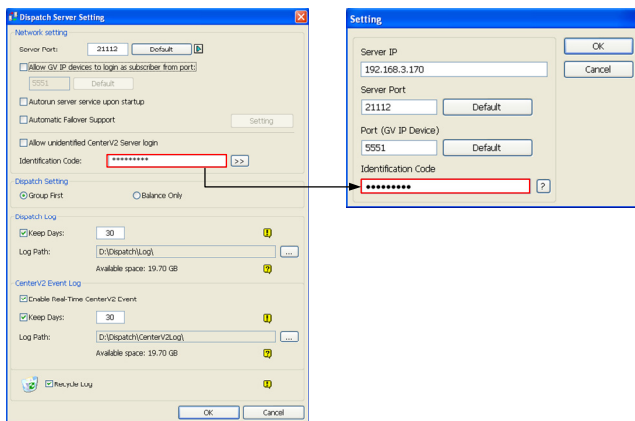 Dispatch Server Setting
Network setting
Server Port: 21112 Default
Allow GV IP devices to login as subscriber from port:
5551 Default
Autorun server service upon startup
Automatic Failover Support Setting
Allow unidentified CenterV2 Server login
Identification Code: ********* >>
Dispatch Setting
Group First Balance Only
Dispatch Log
Keep Days: 30
Log Path: D:\Dispatch\Log\ ...
Available space: 19.70 GB
CenterV2 Event Log
Enable Real-Time CenterV2 Event
Keep Days: 30
Log Path: D:\Dispatch\CenterV2Log\ ...
Available space: 19.70 GB
Recycle Log
OK Cancel
Setting
Server IP
192.168.3.170
Server Port
21112 Default
Port (GV IP Device)
5551 Default
Identification Code
●●●●●●●●● ?
OK
Cancel